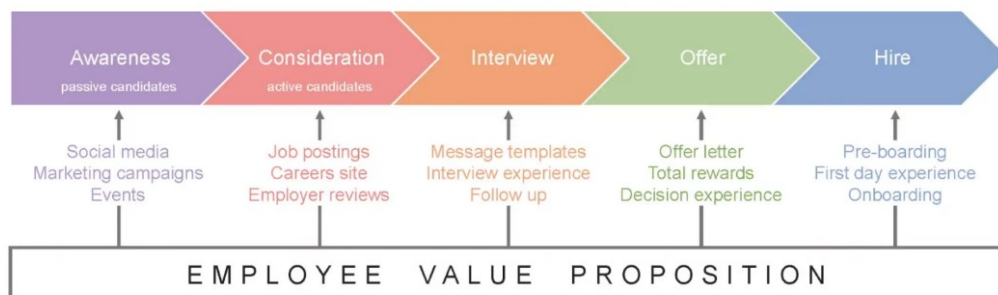 Awareness
passive candidates
Consideration
active candidates
Interview
Offer
Hire
Social media
Marketing campaigns
Events
Job postings
Careers site
Employer reviews
Message templates
Interview experience
Follow up
Offer letter
Total rewards
Decision experience
Pre-boarding
First day experience
Onboarding
EMPLOYEE VALUE PROPOSITION